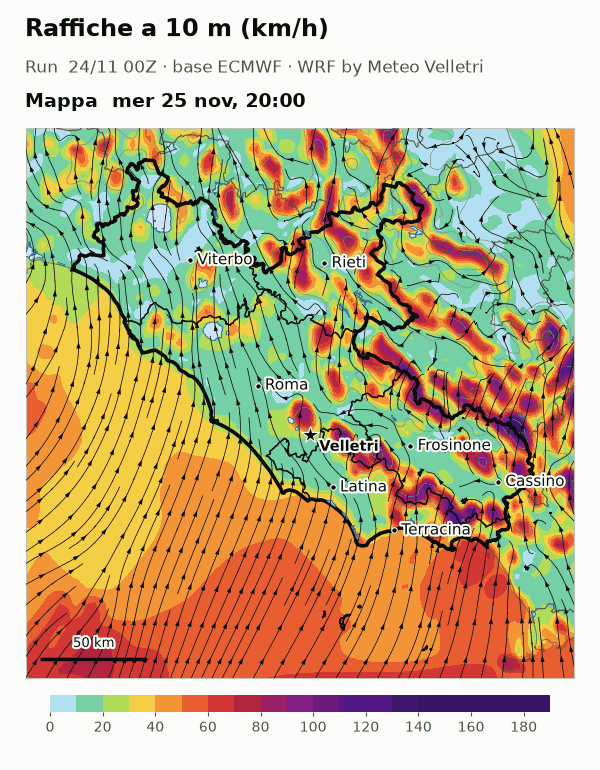 Raffiche a 10 m (km/h)
Run  24/11 00Z · base ECMWF · WRF by Meteo Velletri
Mappa  mer 25 nov, 20:00
Viterbo
Rieti
Roma
Velletri
Frosinone
Cassino
Latina
Terracina
50 km
0 20 40 60 80 100 120 140 160 180